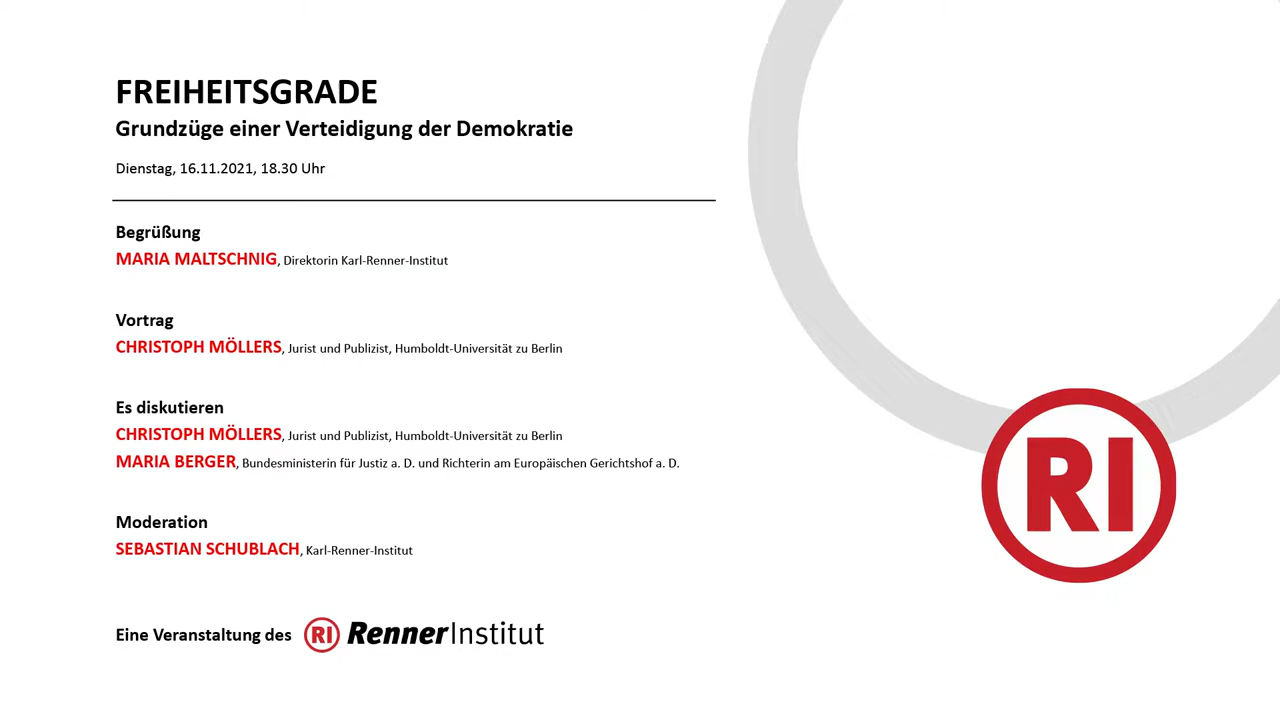 FREIHEITSGRADE
Grundzüge einer Verteidigung der Demokratie
Dienstag, 16.11.2021, 18.30 Uhr
Begrüßung
MARIA MALTSCHNIG, Direktorin Karl-Renner-Institut
Vortrag
CHRISTOPH MÖLLERS, Jurist und Publizist, Humboldt-Universität zu Berlin
Es diskutieren
CHRISTOPH MÖLLERS, Jurist und Publizist, Humboldt-Universität zu Berlin
MARIA BERGER, Bundesministerin für Justiz a. D. und Richterin am Europäischen Gerichtshof a. D.
Moderation
SEBASTIAN SCHUBLACH, Karl-Renner-Institut
Eine Veranstaltung des RI RennerInstitut
RI